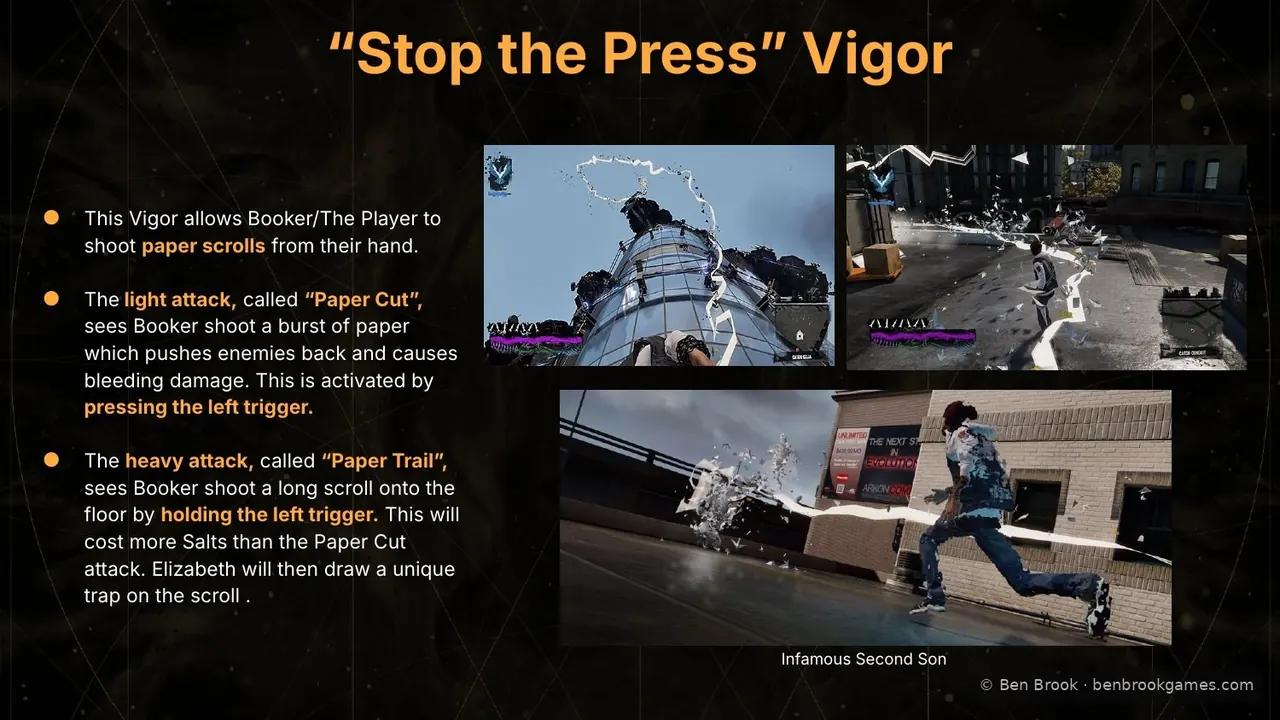 “Stop the Press” Vigor
This Vigor allows Booker/The Player to
shoot paper scrolls from their hand.
The light attack, called “Paper Cut”,
sees Booker shoot a burst of paper
which pushes enemies back and causes
bleeding damage. This is activated by
pressing the left trigger.
The heavy attack, called “Paper Trail”,
sees Booker shoot a long scroll onto the
floor by holding the left trigger. This will
cost more Salts than the Paper Cut
attack. Elizabeth will then draw a unique
trap on the scroll .
CATCH CONDUIT
UNLIMITED
THE NEXT ST
IN
EVOLUTION
ARKON
Infamous Second Son
© Ben Brook · benbrookgames.com